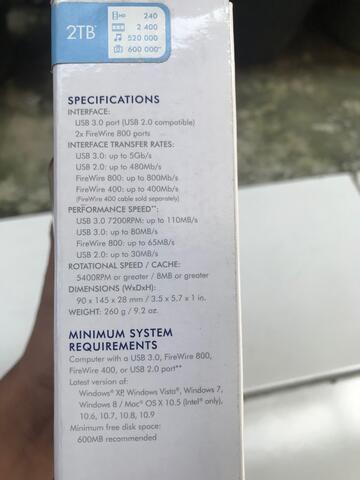 2TB*
HD 240
2 400
520 000
600 000**
SPECIFICATIONS
INTERFACE:
USB 3.0 port (USB 2.0 compatible)
2x FireWire 800 ports
INTERFACE TRANSFER RATES:
USB 3.0: up to 5Gb/s
USB 2.0: up to 480Mb/s
FireWire 800: up to 800Mb/s
FireWire 400: up to 400Mb/s
(FireWire 400 cable sold separately)
PERFORMANCE SPEED**:
USB 3.0 7200RPM: up to 110MB/s
USB 3.0: up to 80MB/s
FireWire 800: up to 65MB/s
USB 2.0: up to 30MB/s
ROTATIONAL SPEED / CACHE:
5400RPM or greater / 8MB or greater
DIMENSIONS (WxDxH):
90 x 145 x 28 mm / 3.5 x 5.7 x 1 in.
WEIGHT: 260 g / 9.2 oz.
MINIMUM SYSTEM
REQUIREMENTS
Computer with a USB 3.0, FireWire 800,
FireWire 400, or USB 2.0 port**
Latest version of:
Windows® XP, Windows Vista®, Windows 7,
Windows 8 / Mac® OS X 10.5 (Intel® only),
10.6, 10.7, 10.8, 10.9
Minimum free disk space:
600MB recommended